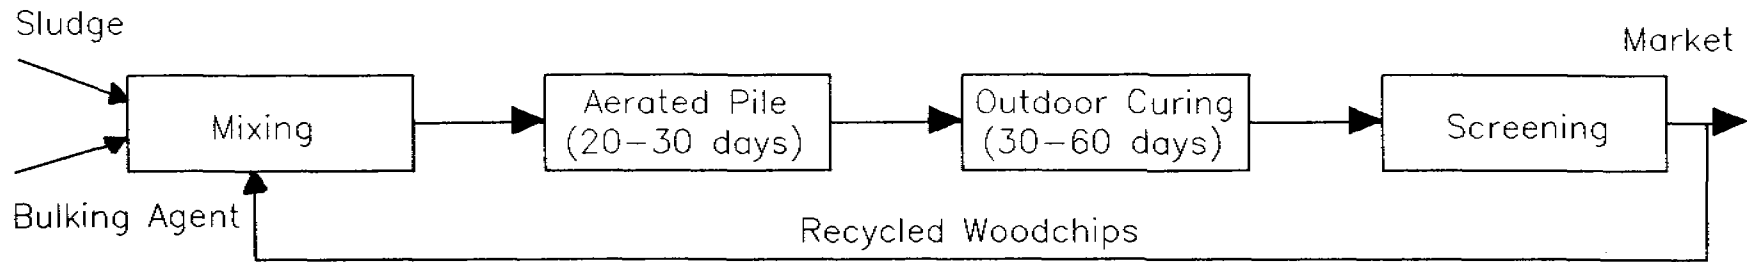 Sludge
Market
Mixing
Aerated Pile
(20–30 days)
Outdoor Curing
(30–60 days)
Screening
Bulking Agent
Recycled Woodchips